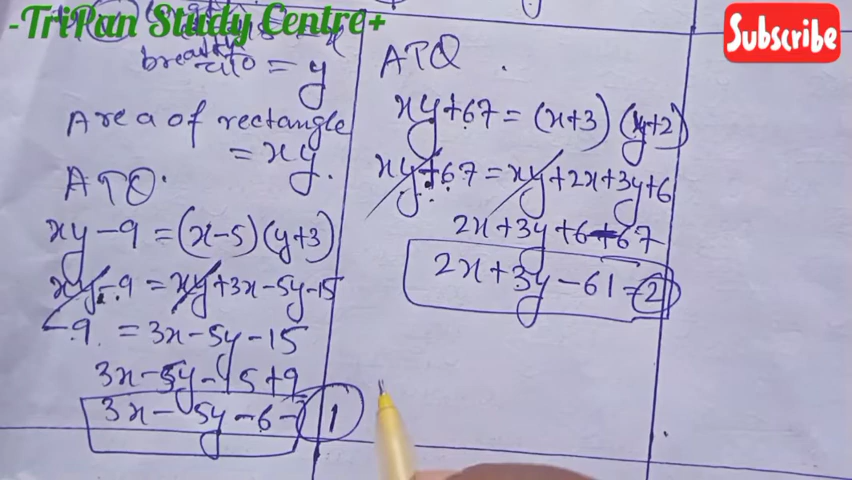 -TriPan Study Centre+
Subscribe
= x
breadth = y
Area of rectangle
= xy.
ATQ.
xy-9 = (x-5) (y+3)
xy-9 = xy+3x-5y-15
-9 = 3x-5y-15
3x-5y-15+9
3x-5y-6- 1
ATQ.
xy+67 = (x+3) (y+2)
xy+67 = xy+2x+3y+6
2x+3y+6-67
2x+3y-61-2